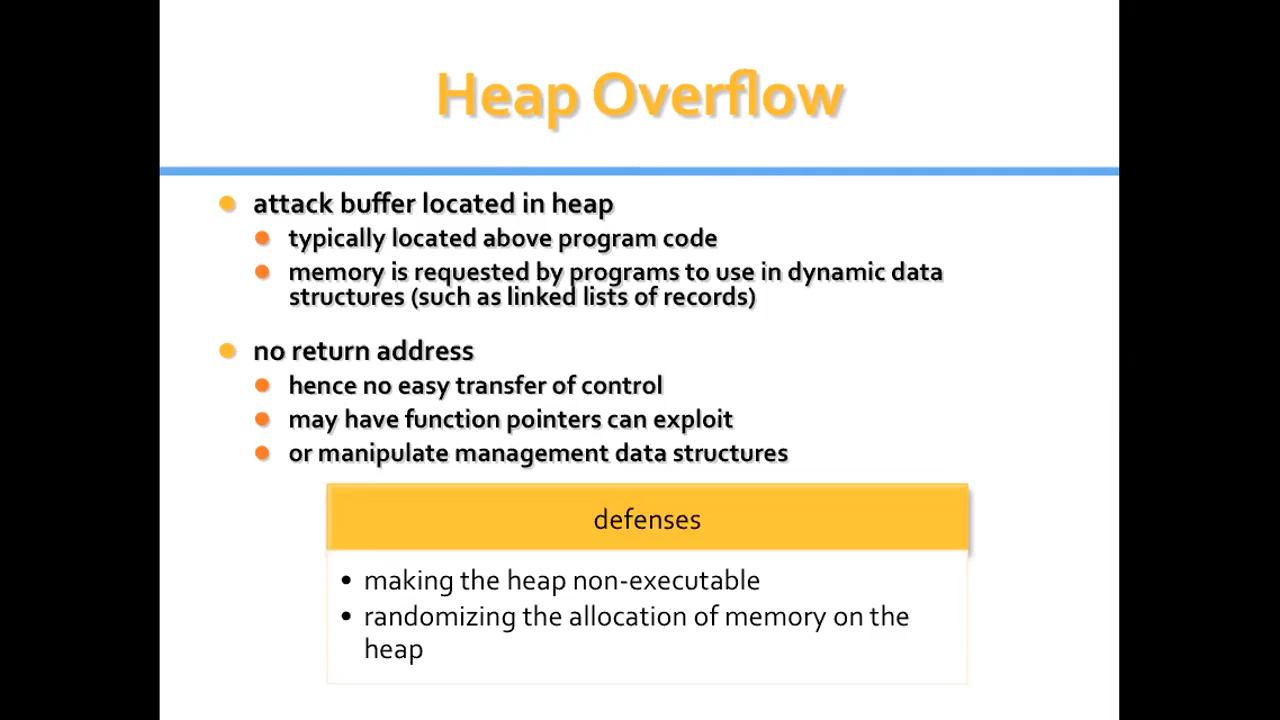 Heap Overflow
attack buffer located in heap
typically located above program code
memory is requested by programs to use in dynamic data
structures (such as linked lists of records)
no return address
hence no easy transfer of control
may have function pointers can exploit
or manipulate management data structures
defenses
• making the heap non-executable
• randomizing the allocation of memory on the
heap